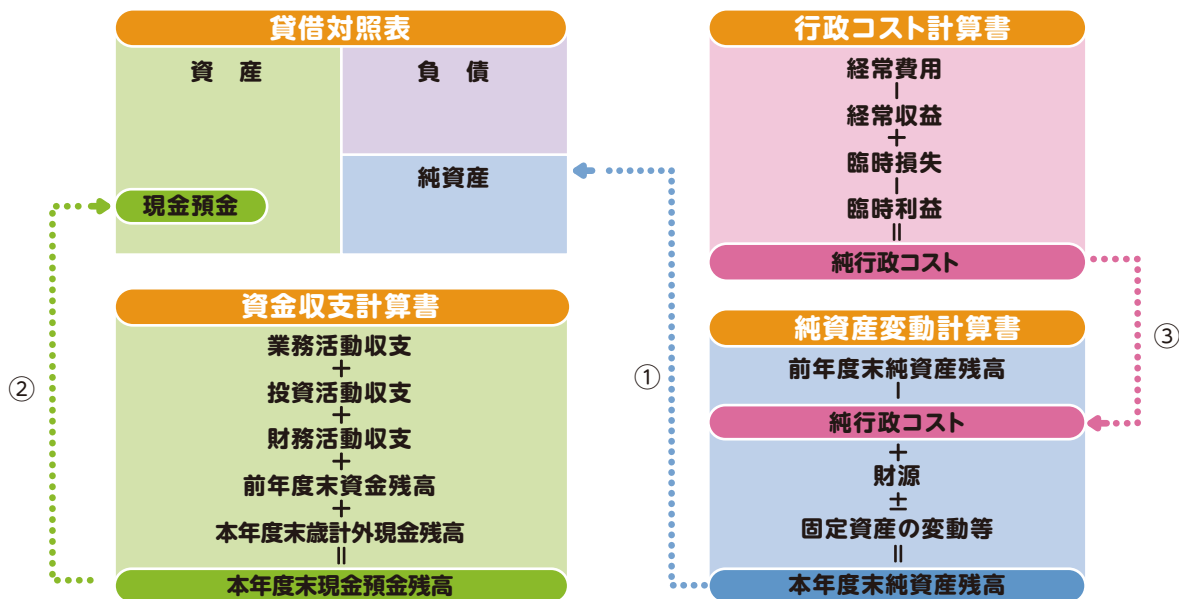 貸借対照表
資 産
負 債
純資産
現金預金
資金収支計算書
業務活動収支
＋
投資活動収支
＋
財務活動収支
＋
前年度末資金残高
＋
本年度末歳計外現金残高
＝
本年度末現金預金残高
②
①
行政コスト計算書
経常費用
−
経常収益
＋
臨時損失
−
臨時利益
＝
純行政コスト
純資産変動計算書
前年度末純資産残高
−
純行政コスト
＋
財源
±
固定資産の変動等
＝
本年度末純資産残高
③